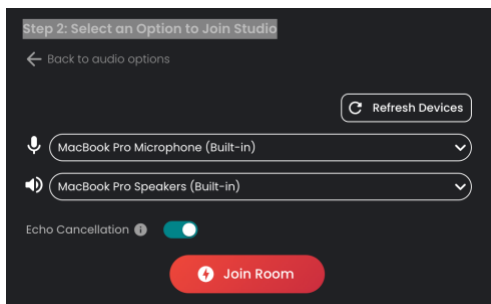 Step 2: Select an Option to Join Studio
Back to audio options
Refresh Devices
MacBook Pro Microphone (Built-in)
MacBook Pro Speakers (Built-in)
Echo Cancellation
Join Room